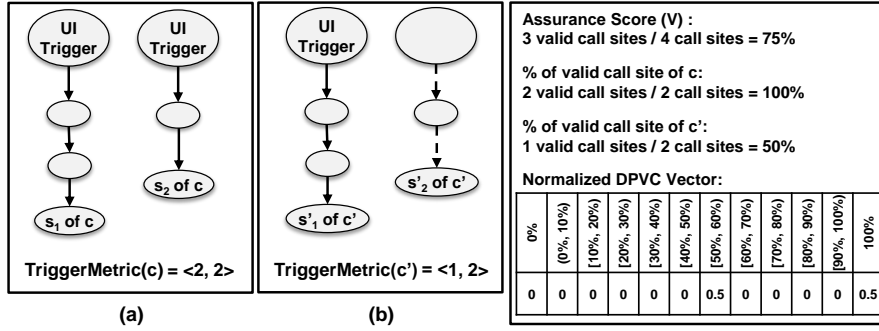 UI
Trigger
UI
Trigger
s1 of c
s2 of c
TriggerMetric(c) = <2, 2>
(a)
UI
Trigger
s'1 of c'
s'2 of c'
TriggerMetric(c') = <1, 2>
(b)
Assurance Score (V) :
3 valid call sites / 4 call sites = 75%
% of valid call site of c:
2 valid call sites / 2 call sites = 100%
% of valid call site of c':
1 valid call sites / 2 call sites = 50%
Normalized DPVC Vector:
0% (0%, 10%) [10%, 20%) [20%, 30%) [30%, 40%) [40%, 50%) [50%, 60%) [60%, 70%) [70%, 80%) [80%, 90%) [90%, 100%) 100%
0 0 0 0 0 0 0.5 0 0 0 0 0.5